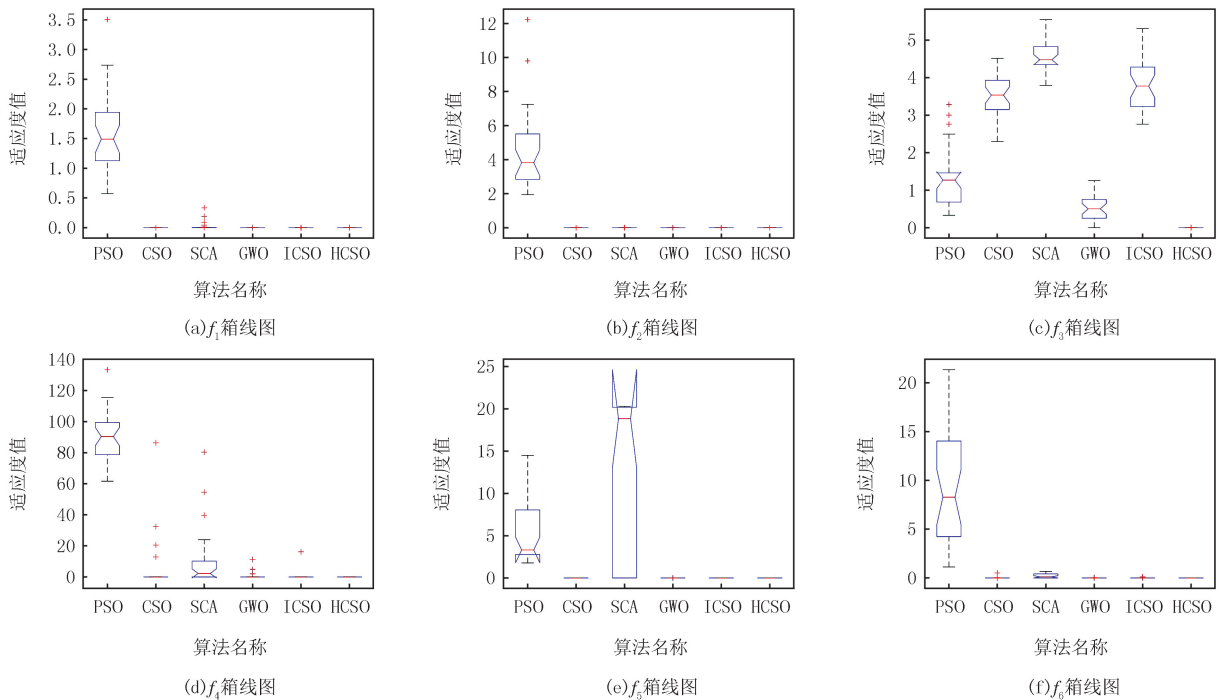 3.5
3.0
2.5
2.0
1.5
1.0
0.5
0.0
适应度值
PSO CSO SCA GWO ICSO HCSO
算法名称
(a)f₁箱线图
12
10
8
6
4
2
0
适应度值
PSO CSO SCA GWO ICSO HCSO
算法名称
(b)f₂箱线图
5
4
3
2
1
0
适应度值
PSO CSO SCA GWO ICSO HCSO
算法名称
(c)f₃箱线图
140
120
100
80
60
40
20
0
适应度值
PSO CSO SCA GWO ICSO HCSO
算法名称
(d)f₄箱线图
25
20
15
10
5
0
适应度值
PSO CSO SCA GWO ICSO HCSO
算法名称
(e)f₅箱线图
20
15
10
5
0
适应度值
PSO CSO SCA GWO ICSO HCSO
算法名称
(f)f₆箱线图